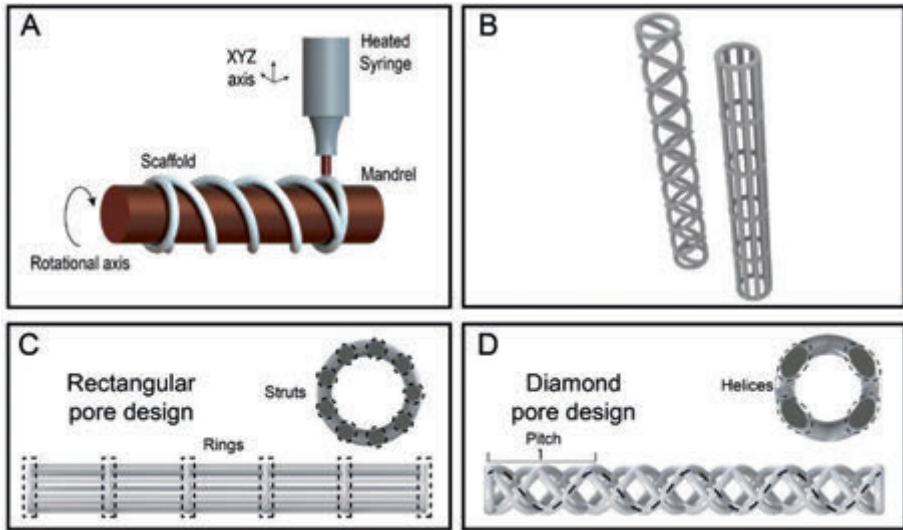 A
XYZ
axis
Heated
Syringe
Scaffold
Mandrel
Rotational axis
B
C
Rectangular
pore design
Struts
Rings
D
Diamond
pore design
Helices
Pitch